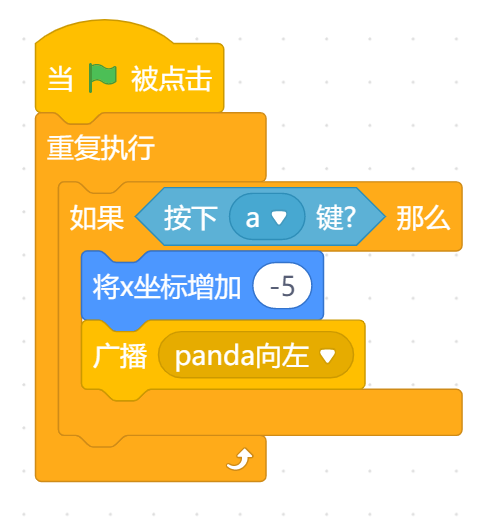 当 被点击
重复执行
如果 按下 a 键? 那么
将x坐标增加 -5
广播 panda向左